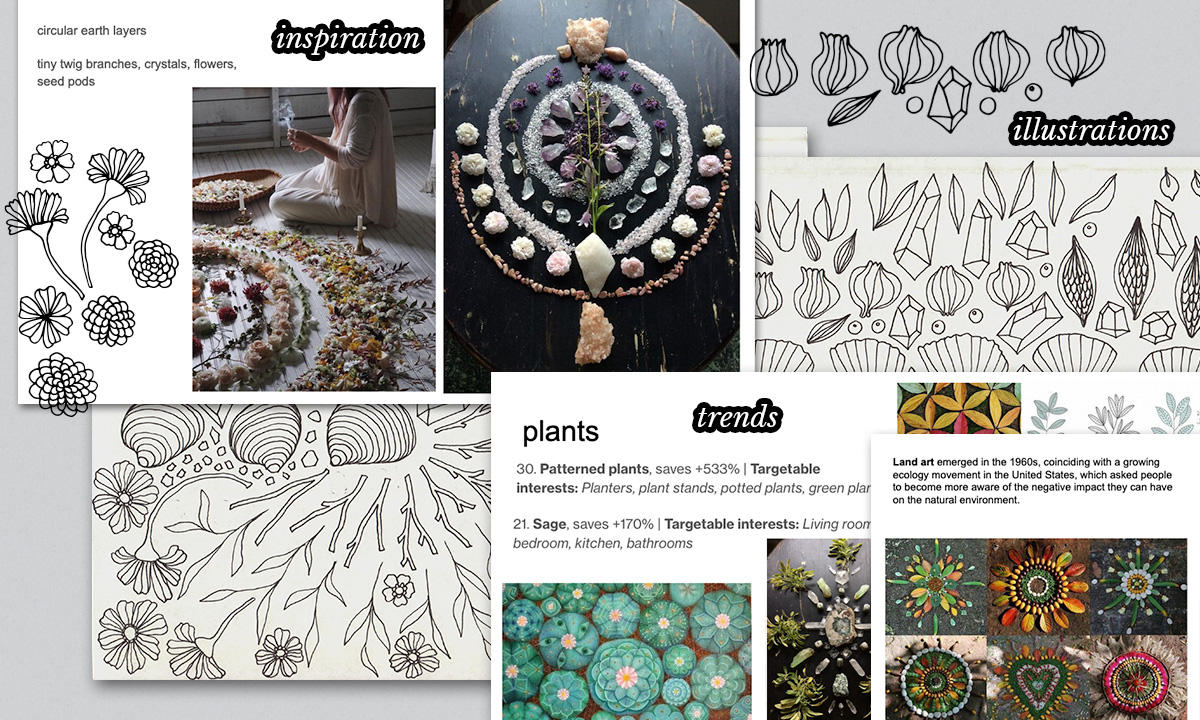 circular earth layers
inspiration
tiny twig branches, crystals, flowers,
seed pods
illustrations
trends
plants
30. Patterned plants, saves +533% | Targetable
interests: Planters, plant stands, potted plants, green plan
21. Sage, saves +170% | Targetable interests: Living room
bedroom, kitchen, bathrooms
Land art emerged in the 1960s, coinciding with a growing
ecology movement in the United States, which asked people
to become more aware of the negative impact they can have
on the natural environment.